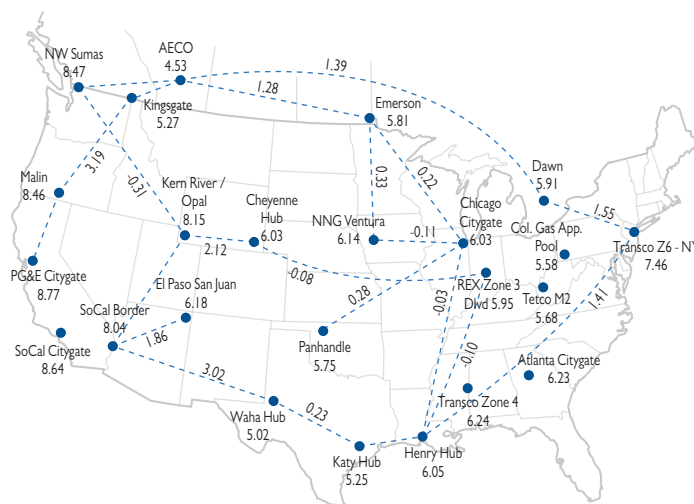 NW Sumas
8.47
AECO
4.53
1.39
1.28
Kingsgate
5.27
Emerson
5.81
3.19
-0.31
0.33
0.22
Malin
8.46
Kern River /
Opal
8.15
Cheyenne
Hub
6.03
2.12
NNG Ventura
6.14
-0.11
Chicago
Citygate
6.03
Dawn
5.91
1.55
Col. Gas App.
Pool
5.58
Transco Z6 - NY
7.46
PG&E Citygate
8.77
-0.08
El Paso San Juan
6.18
SoCal Border
8.04
1.86
0.28
-0.03
REX Zone 3
Dlvd 5.95
Tetco M2
5.68
1.41
SoCal Citygate
8.64
Panhandle
5.75
-0.10
Atlanta Citygate
6.23
3.02
Waha Hub
5.02
0.23
Transco Zone 4
6.24
Katy Hub
5.25
Henry Hub
6.05